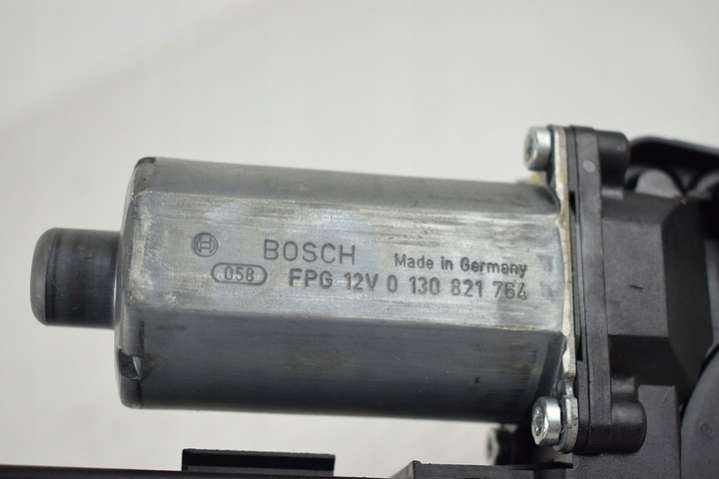 BOSCH Made in Germany
058 FPG 12V 0 130 821 764